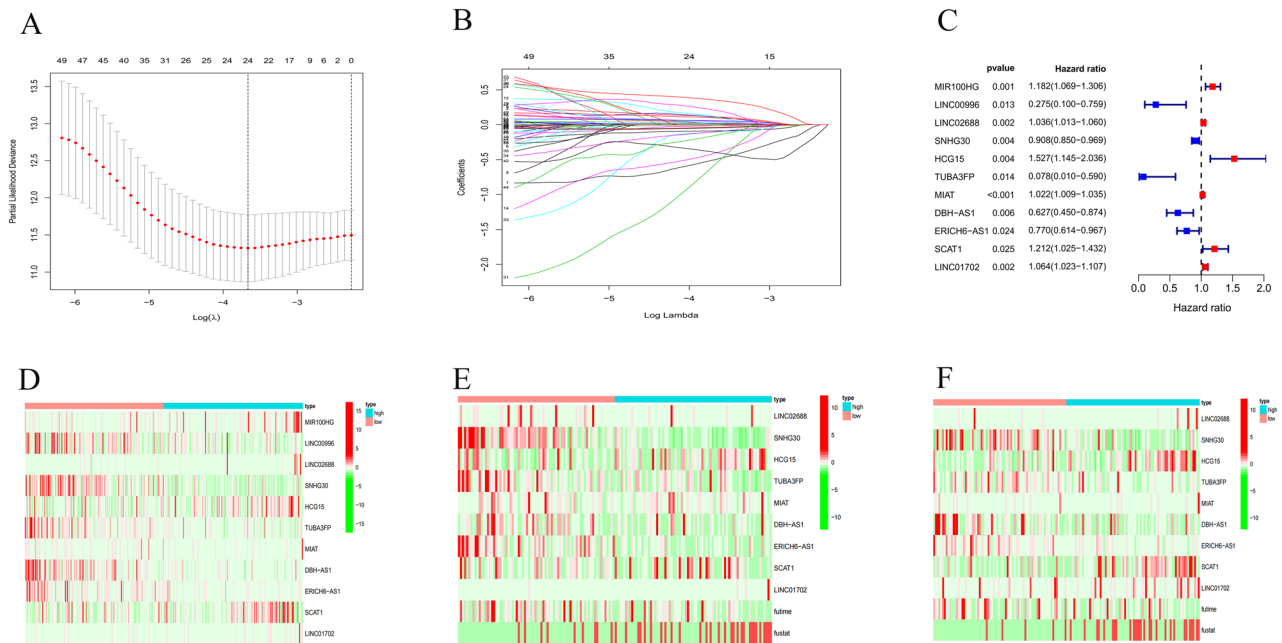 A
49 47 45 40 35 31 26 25 24 24 24 22 17 9 6 2 0
13.5
13.0
12.5
12.0
11.5
11.0
Partial Likelihood Deviance
−6 −5 −4 −3
Log(λ)
B
49 35 24 15
0.5
0.0
−0.5
−1.0
−1.5
−2.0
Coefficients
14
33
31
−6 −5 −4 −3
Log Lambda
C
pvalue Hazard ratio
MIR100HG 0.001 1.182(1.069−1.306)
LINC00996 0.013 0.275(0.100−0.759)
LINC02688 0.002 1.036(1.013−1.060)
SNHG30 0.004 0.908(0.850−0.969)
HCG15 0.004 1.527(1.145−2.036)
TUBA3FP 0.014 0.078(0.010−0.590)
MIAT <0.001 1.022(1.009−1.035)
DBH−AS1 0.006 0.627(0.450−0.874)
ERICH6−AS1 0.024 0.770(0.614−0.967)
SCAT1 0.025 1.212(1.025−1.432)
LINC01702 0.002 1.064(1.023−1.107)
0.0 0.5 1.0 1.5 2.0
Hazard ratio
D
type
MIR100HG
LINC00996
LINC02688
SNHG30
HCG15
TUBA3FP
MIAT
DBH−AS1
ERICH6−AS1
SCAT1
LINC01702
15
10
5
0
−5
−10
−15
type
high
low
E
type
LINC02688
SNHG30
HCG15
TUBA3FP
MIAT
DBH−AS1
ERICH6−AS1
SCAT1
LINC01702
futime
fustat
10
5
0
−5
−10
type
high
low
F
type
LINC02688
SNHG30
HCG15
TUBA3FP
MIAT
DBH−AS1
ERICH6−AS1
SCAT1
LINC01702
futime
fustat
10
5
0
−5
−10
type
high
low